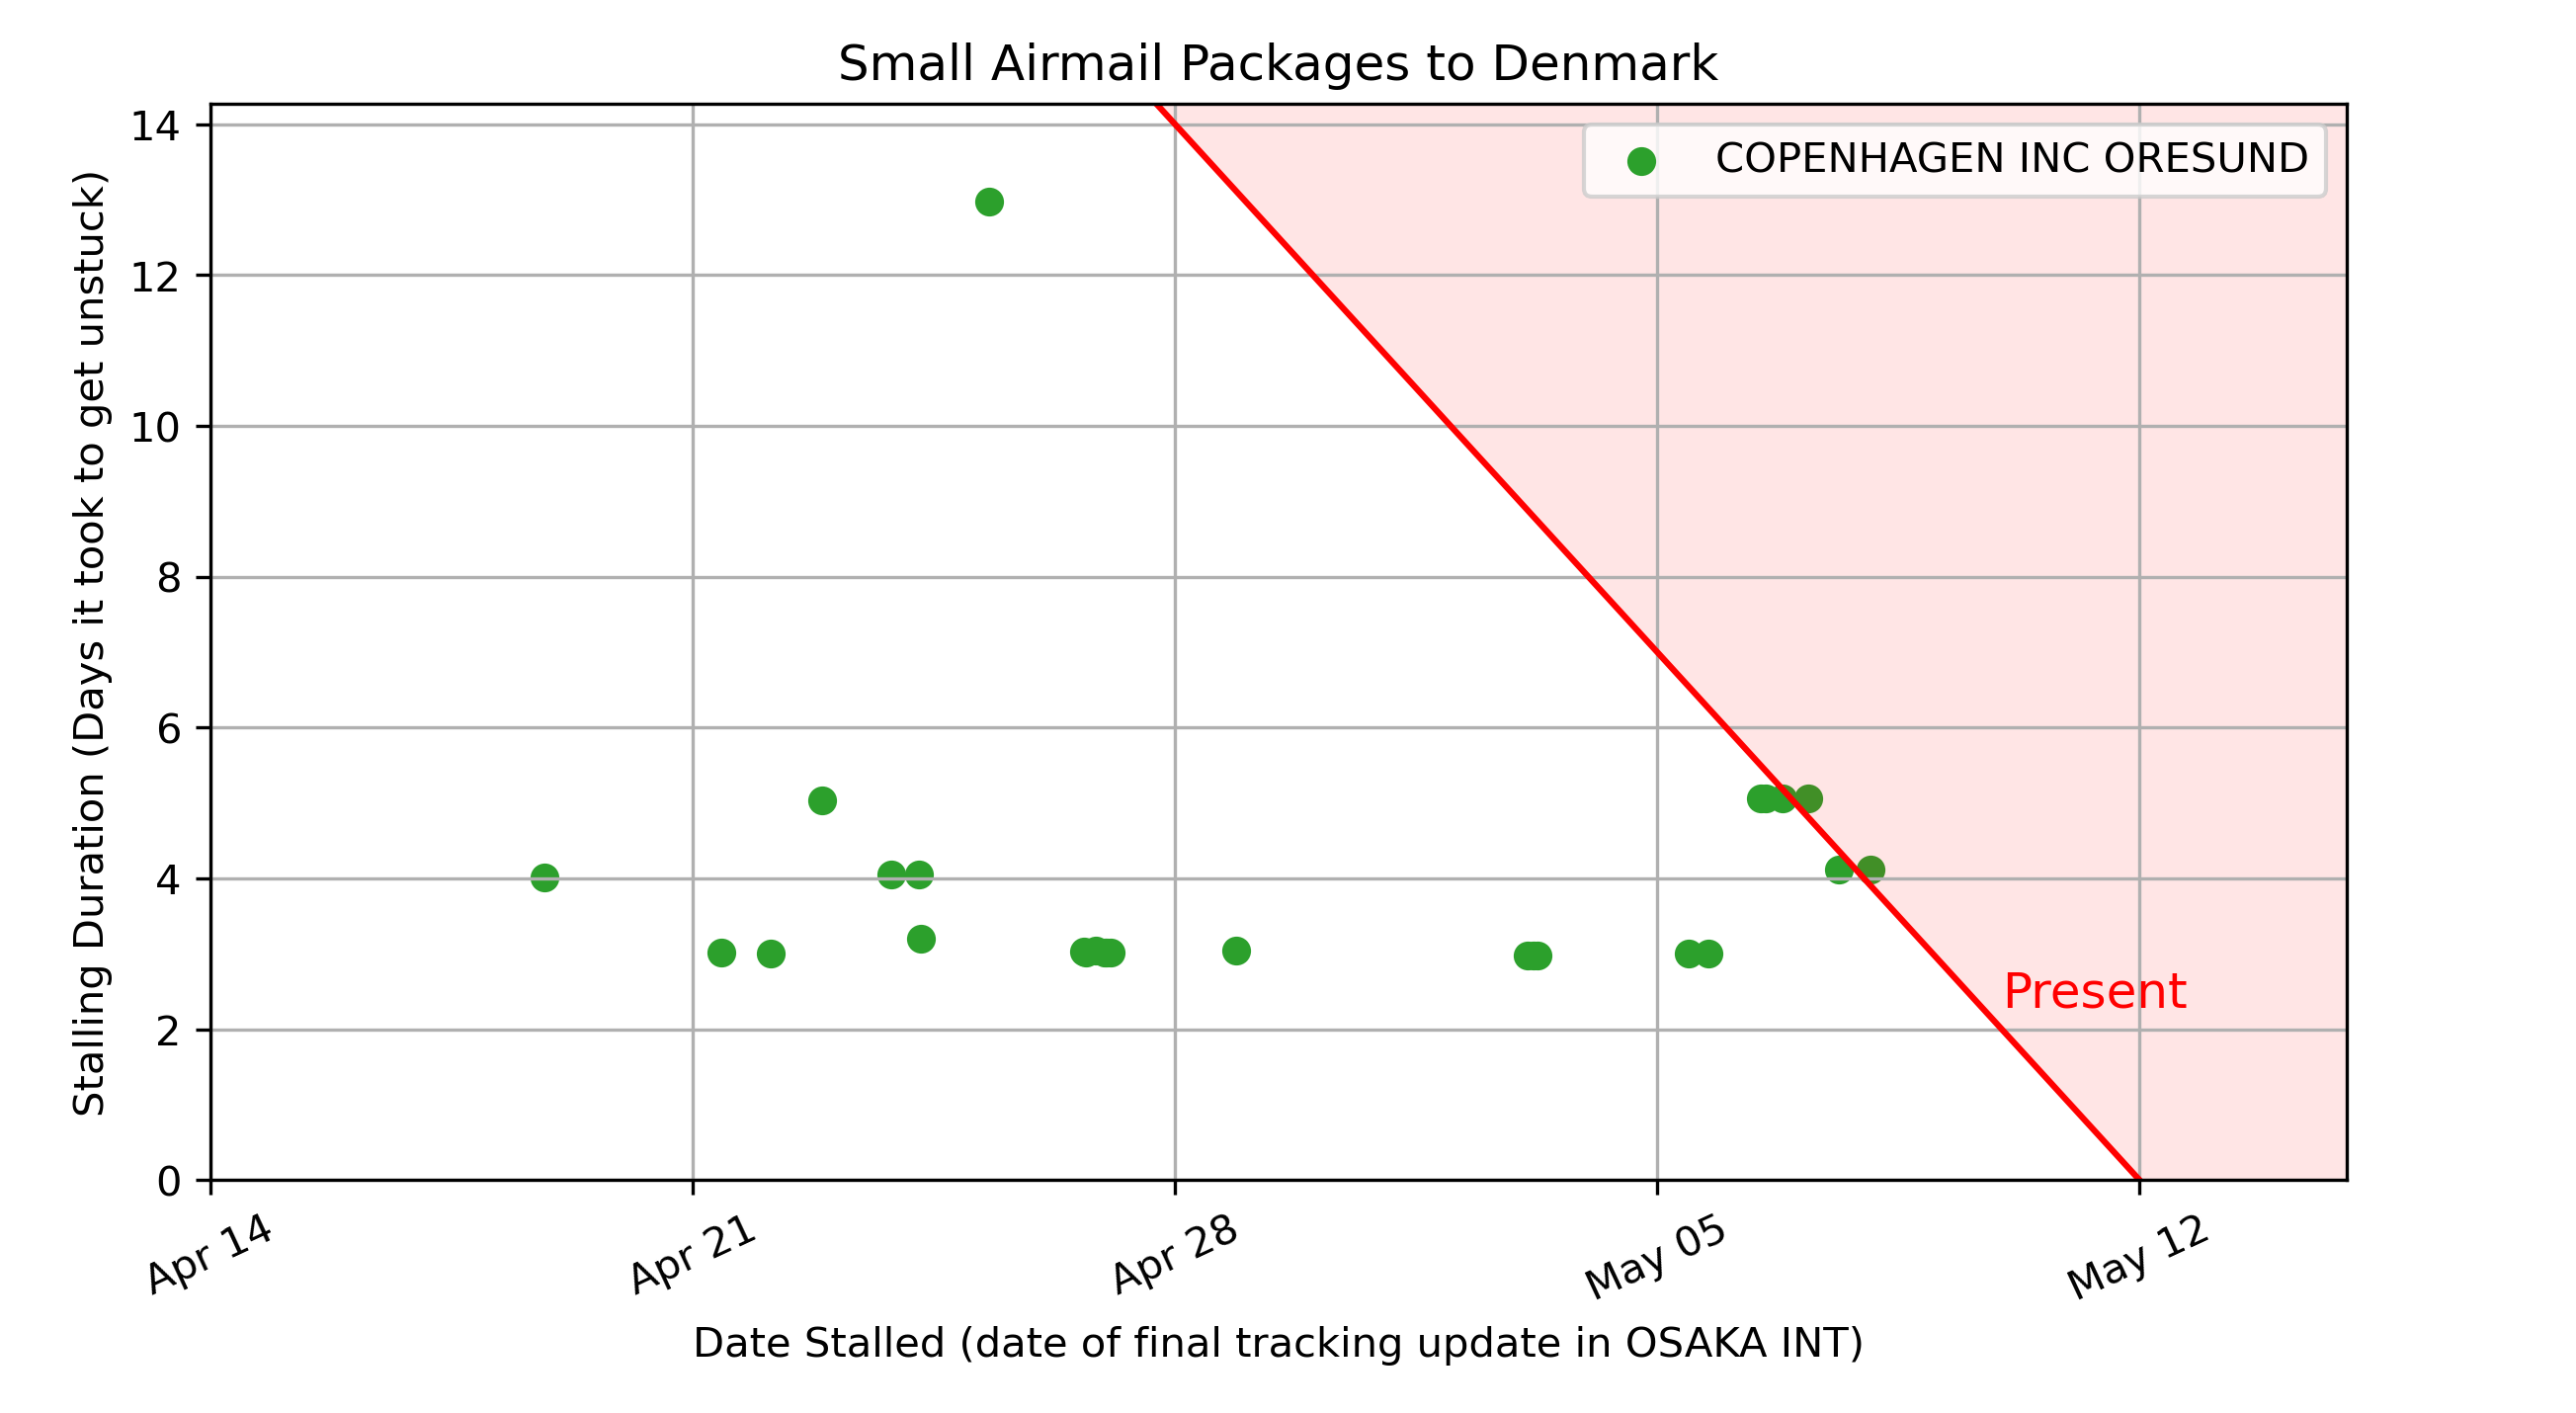 Small Airmail Packages to Denmark
COPENHAGEN INC ORESUND
Stalling Duration (Days it took to get unstuck)
14
12
10
8
6
4
2
0
Present
Apr 14
Apr 21
Apr 28
May 05
May 12
Date Stalled (date of final tracking update in OSAKA INT)